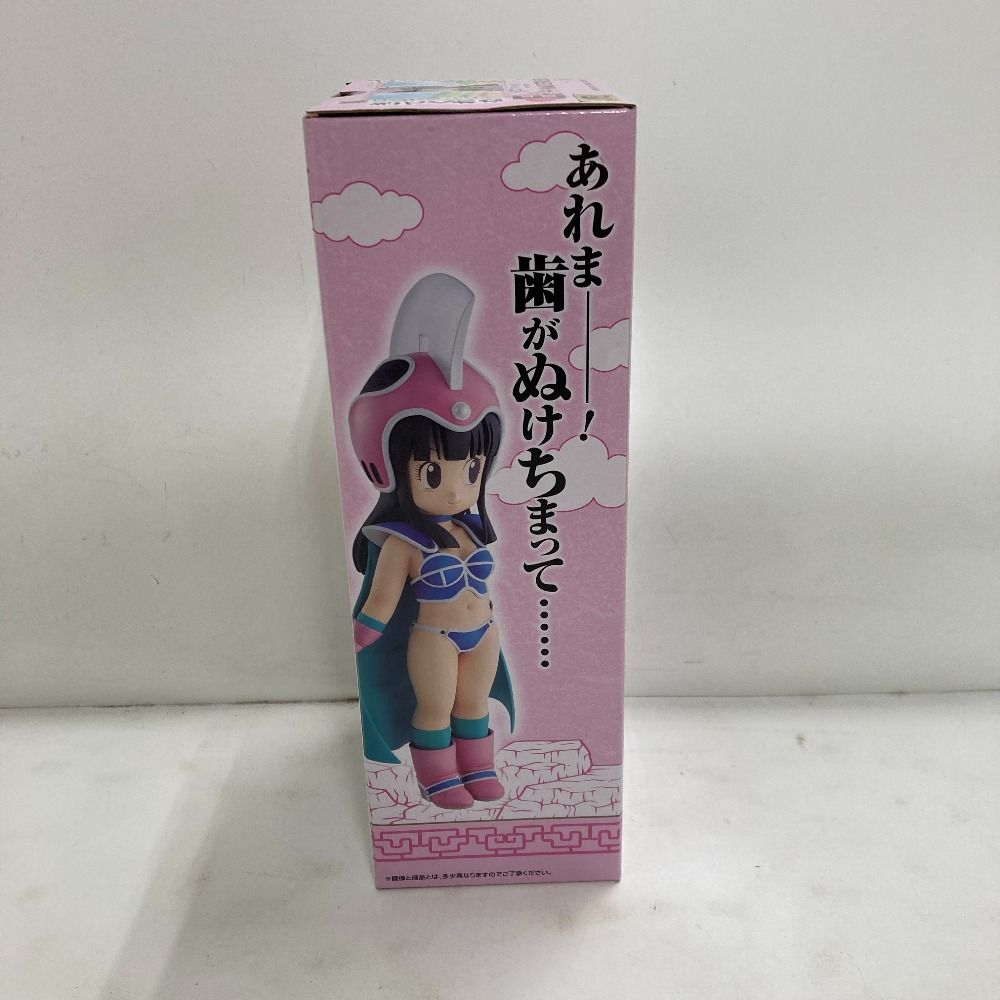 あれま——！
歯がぬけちまって……
※画像と商品とは、多少異なりますのでご了承ください。